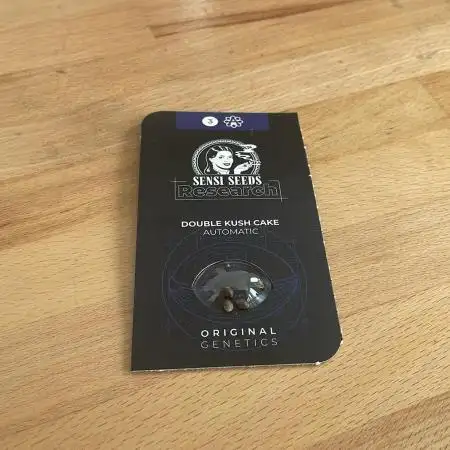 3
SENSI SEEDS
Research
DOUBLE KUSH CAKE
AUTOMATIC
ORIGINAL
GENETICS